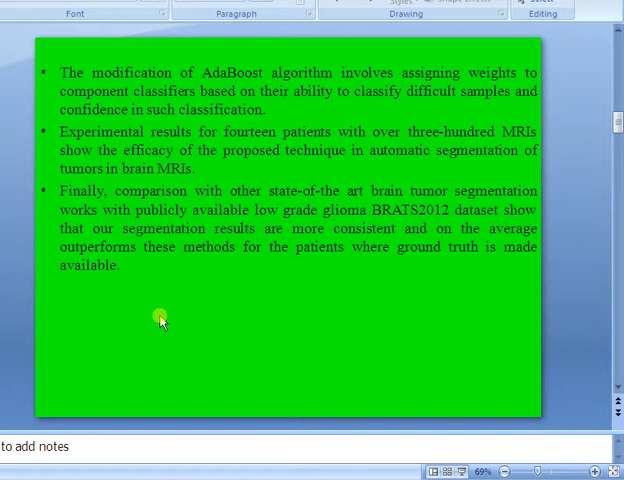 Styles Shape Effects Select
Font Paragraph Drawing Editing
• The modification of AdaBoost algorithm involves assigning weights to
component classifiers based on their ability to classify difficult samples and
confidence in such classification.
• Experimental results for fourteen patients with over three-hundred MRIs
show the efficacy of the proposed technique in automatic segmentation of
tumors in brain MRIs.
• Finally, comparison with other state-of-the art brain tumor segmentation
works with publicly available low grade glioma BRATS2012 dataset show
that our segmentation results are more consistent and on the average
outperforms these methods for the patients where ground truth is made
available.
to add notes
69%